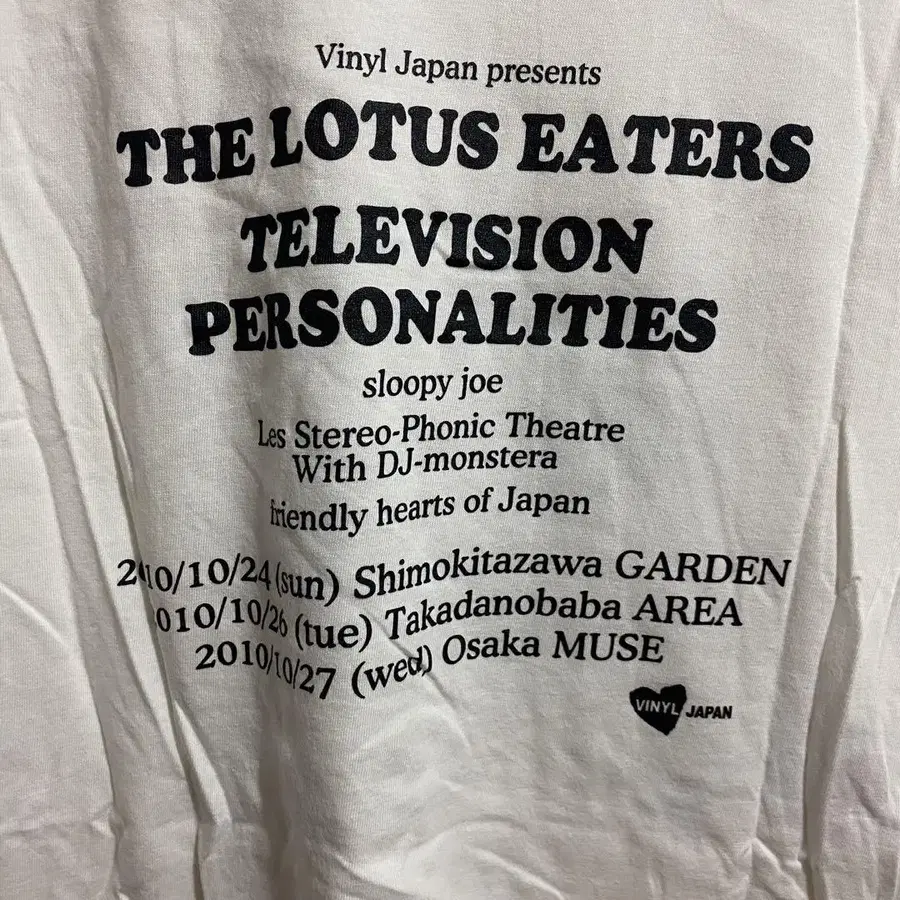 Vinyl Japan presents
THE LOTUS EATERS
TELEVISION
PERSONALITIES
sloopy joe
Les Stereo-Phonic Theatre
With DJ-monstera
friendly hearts of Japan
2010/10/24 (sun) Shimokitazawa GARDEN
2010/10/26 (tue) Takadanobaba AREA
2010/10/27 (wed) Osaka MUSE
VINYL JAPAN